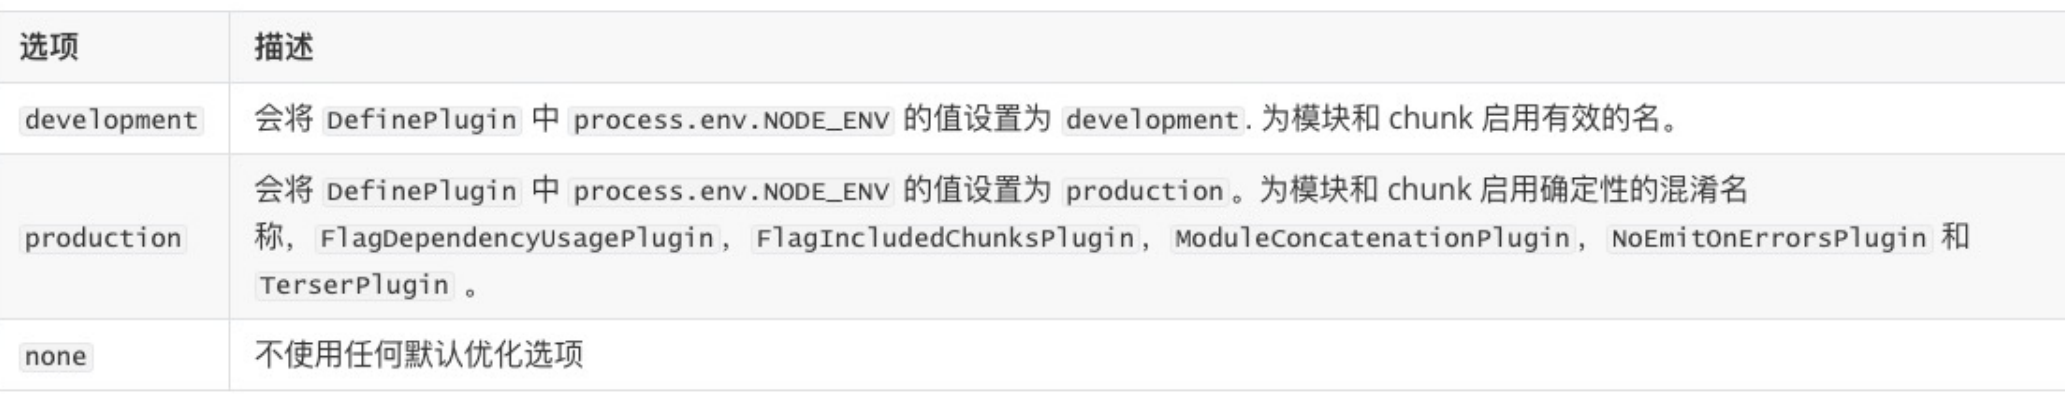 选项 描述
development 会将 DefinePlugin 中 process.env.NODE_ENV 的值设置为 development. 为模块和 chunk 启用有效的名。
会将 DefinePlugin 中 process.env.NODE_ENV 的值设置为 production。为模块和 chunk 启用确定性的混淆名
production 称，FlagDependencyUsagePlugin，FlagIncludedChunksPlugin，ModuleConcatenationPlugin，NoEmitOnErrorsPlugin 和
TerserPlugin 。
none 不使用任何默认优化选项